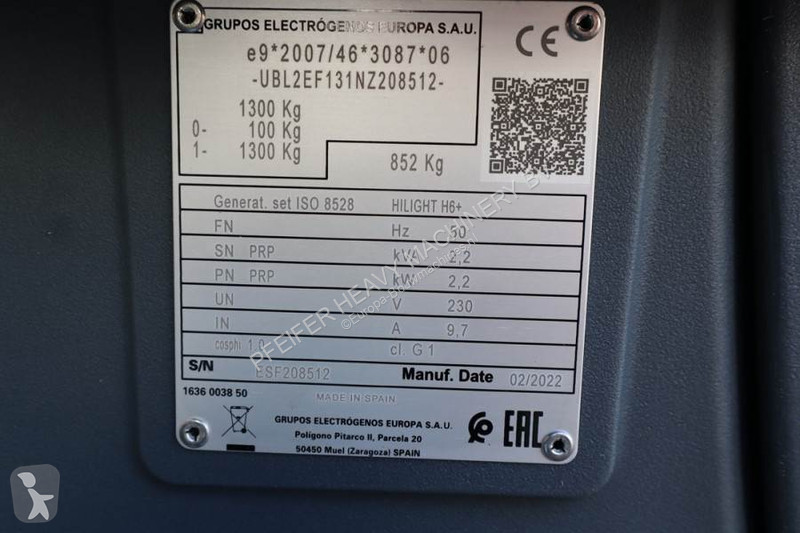 GRUPOS ELECTRÓGENOS EUROPA S.A.U.
CE
e9*2007/46*3087*06
-UBL2EF131NZ208512-
1300 Kg
0- 100 Kg
1- 1300 Kg
852 Kg
Generat. set ISO 8528 HILIGHT H6+
FN Hz 50
SN PRP kVA 2,2
PN PRP kW 2,2
UN V 230
IN A 9,7
cosphi 1.0 cl. G1
S/N ESF208512 Manuf. Date 02/2022
1636 0038 50
MADE IN SPAIN
GRUPOS ELECTRÓGENOS EUROPA S.A.U.
Polígono Pitarco II, Parcela 20
50450 Muel (Zaragoza) SPAIN
EAC
PFEIFER HEAVY MACHINERY